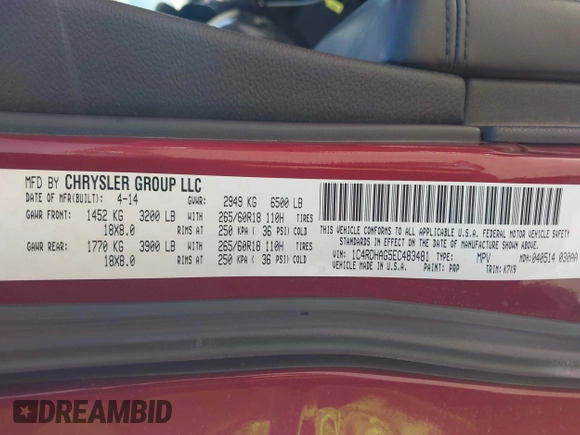 MFD BY CHRYSLER GROUP LLC
DATE OF MFR(BUILT): 4-14 GVWR: 2949 KG 6500 LB
GAWR FRONT: 1452 KG 3200 LB WITH 265/60R18 110H TIRES
18X8.0 RIMS AT 250 KPA ( 36 PSI) COLD
GAWR REAR: 1770 KG 3900 LB WITH 265/60R18 110H TIRES
18X8.0 RIMS AT 250 KPA ( 36 PSI) COLD
THIS VEHICLE CONFORMS TO ALL APPLICABLE U.S.A. FEDERAL MOTOR VEHICLE SAFETY
STANDARDS IN EFFECT ON THE DATE OF MANUFACTURE SHOWN ABOVE.
VIN: 1C4RDHAG5EC483481 TYPE: MPV MDH: 040514 030AA
VEHICLE MADE IN U.S.A. PAINT: PRP TRIM: K7X9
DREAMBID